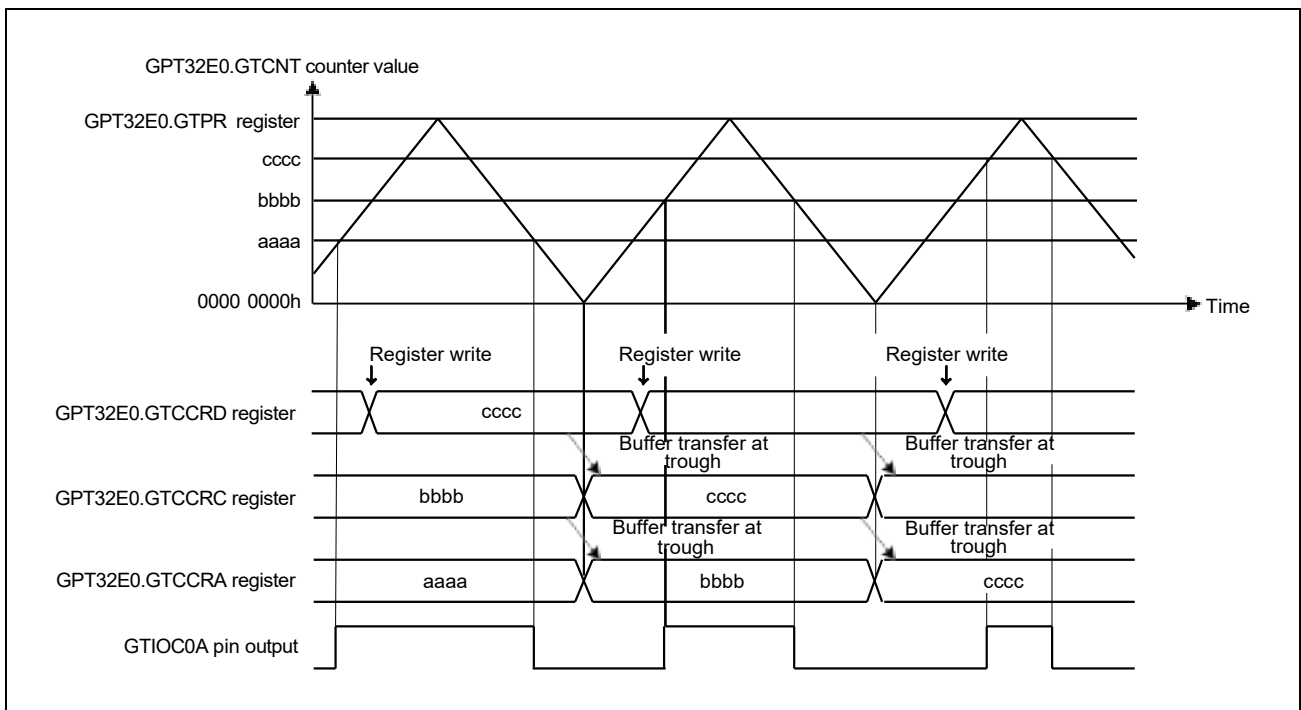 GPT32E0.GTCNT counter value
GPT32E0.GTPR register
cccc
bbbb
aaaa
0000 0000h
Time
Register write
Register write
Register write
GPT32E0.GTCCRD register
cccc
Buffer transfer at
trough
Buffer transfer at
trough
GPT32E0.GTCCRC register
bbbb
cccc
Buffer transfer at
trough
Buffer transfer at
trough
GPT32E0.GTCCRA register
aaaa
bbbb
cccc
GTIOC0A pin output